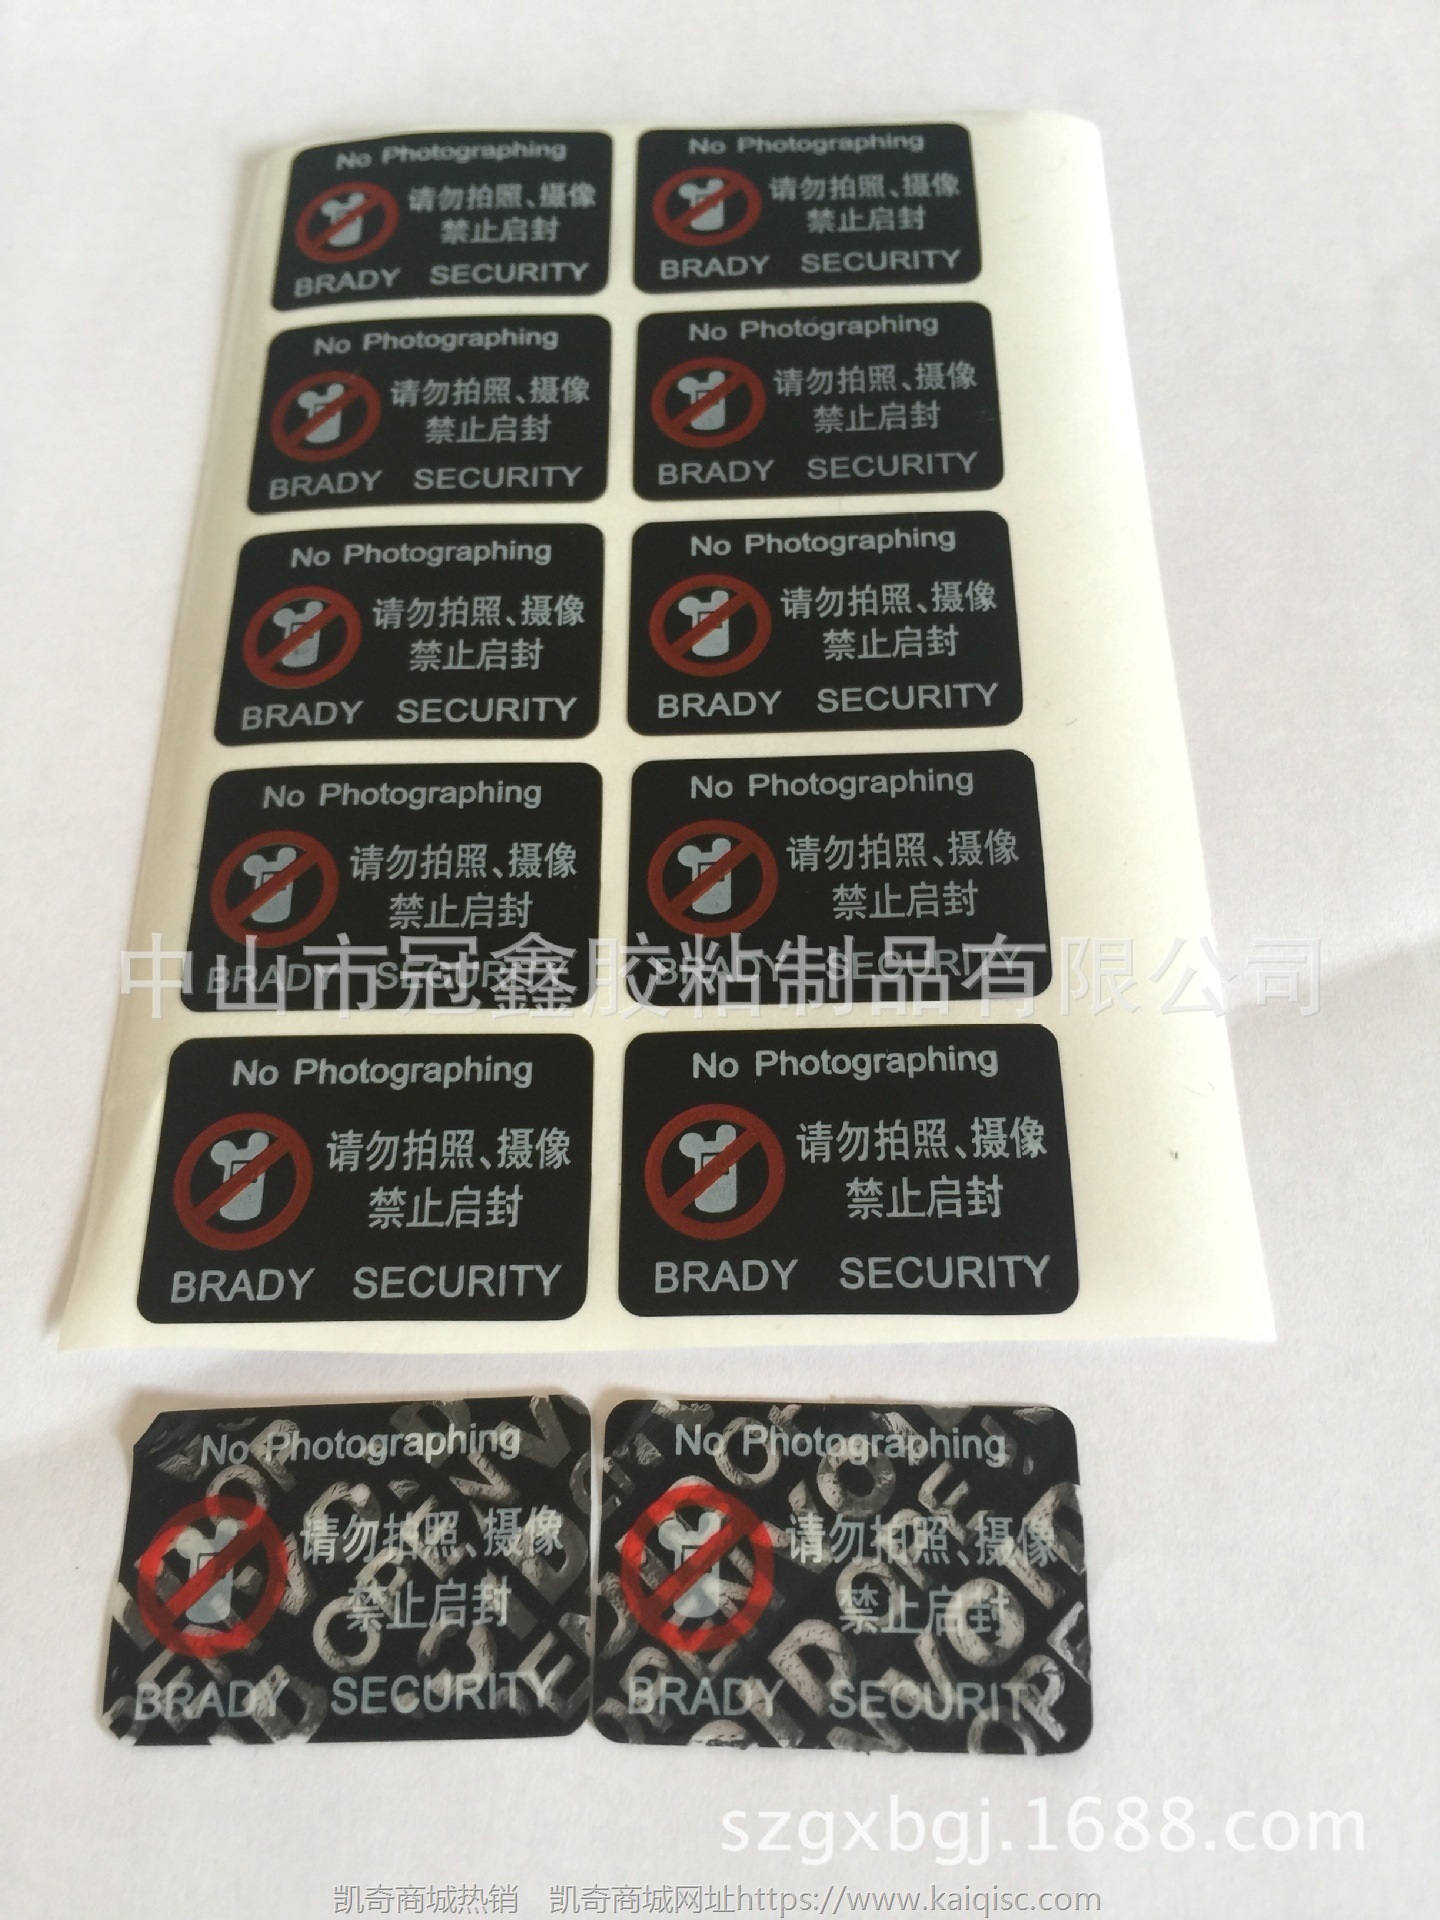 No Photographing No Photographing
请勿拍照、摄像 请勿拍照、摄像
禁止启封 禁止启封
BRADY SECURITY BRADY SECURITY
No Photographing No Photographing
请勿拍照、摄像 请勿拍照、摄像
禁止启封 禁止启封
BRADY SECURITY BRADY SECURITY
No Photographing No Photographing
请勿拍照、摄像 请勿拍照、摄像
禁止启封 禁止启封
BRADY SECURITY BRADY SECURITY
No Photographing No Photographing
请勿拍照、摄像 请勿拍照、摄像
禁止启封 禁止启封
BRADY SECURITY BRADY SECURITY
中山市冠鑫胶粘制品有限公司
No Photographing No Photographing
请勿拍照、摄像 请勿拍照、摄像
禁止启封 禁止启封
BRADY SECURITY BRADY SECURITY
No Photographing No Photographing
请勿拍照、摄像 请勿拍照、摄像
禁止启封 禁止启封
BRADY SECURITY BRADY SECURITY
szgxbgj.1688.com
凯奇商城热销 凯奇商城网址https://www.kaiqisc.com